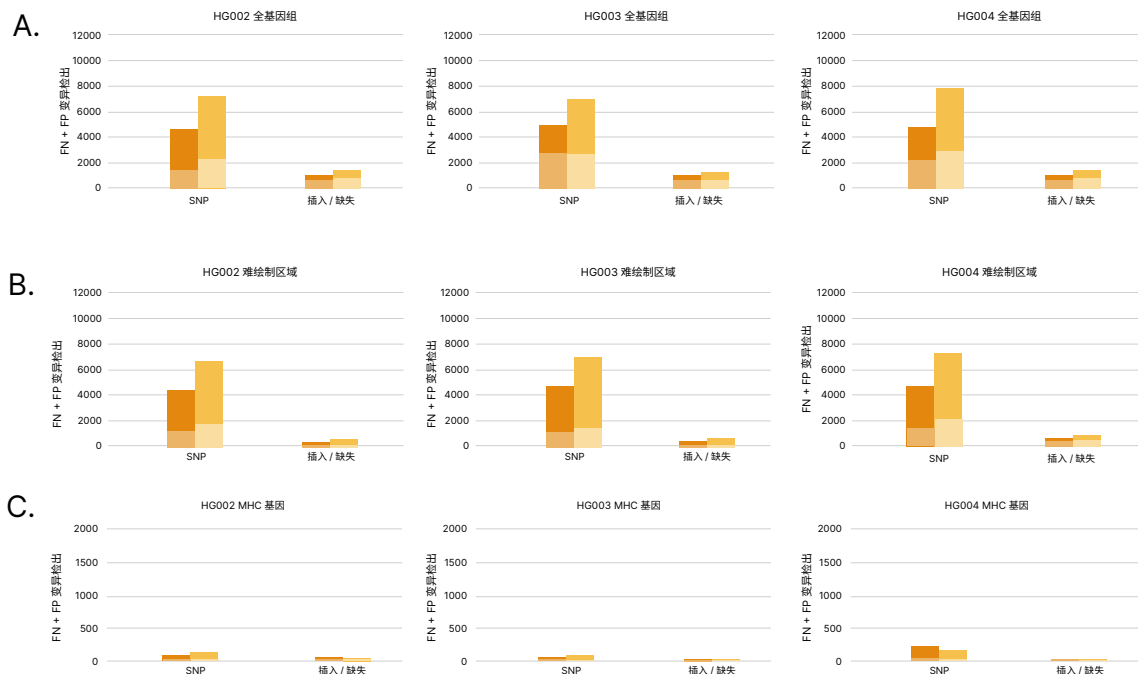 A.
HG002 全基因组
FN + FP 变异检出
12000
10000
8000
6000
4000
2000
0
SNP
插入 / 缺失
HG003 全基因组
FN + FP 变异检出
12000
10000
8000
6000
4000
2000
0
SNP
插入 / 缺失
HG004 全基因组
FN + FP 变异检出
12000
10000
8000
6000
4000
2000
0
SNP
插入 / 缺失
B.
HG002 难绘制区域
FN + FP 变异检出
12000
10000
8000
6000
4000
2000
0
SNP
插入 / 缺失
HG003 难绘制区域
FN + FP 变异检出
12000
10000
8000
6000
4000
2000
0
SNP
插入 / 缺失
HG004 难绘制区域
FN + FP 变异检出
12000
10000
8000
6000
4000
2000
0
SNP
插入 / 缺失
C.
HG002 MHC 基因
FN + FP 变异检出
2000
1500
1000
500
0
SNP
插入 / 缺失
HG003 MHC 基因
FN + FP 变异检出
2000
1500
1000
500
0
SNP
插入 / 缺失
HG004 MHC 基因
FN + FP 变异检出
2000
1500
1000
500
0
SNP
插入 / 缺失